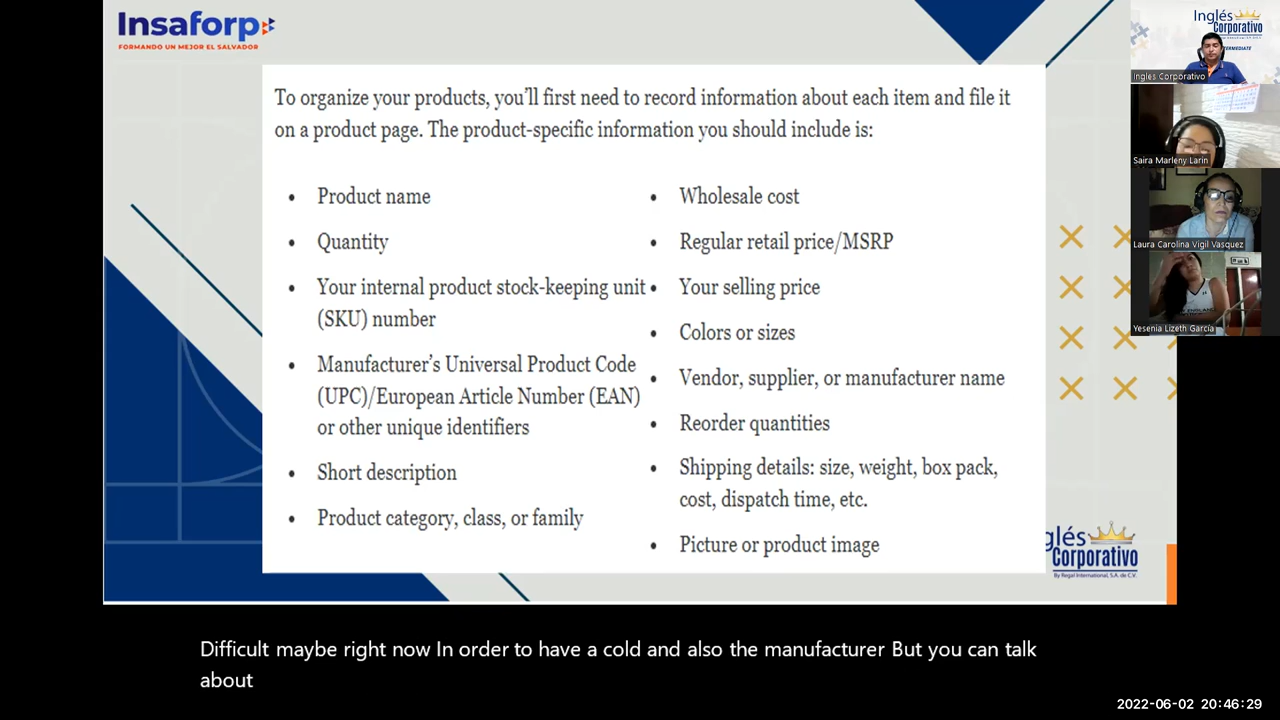 Insaforp
FORMANDO UN MEJOR EL SALVADOR
To organize your products, you'll first need to record information about each item and file it
on a product page. The product-specific information you should include is:
• Product name
• Quantity
• Your internal product stock-keeping unit
(SKU) number
• Manufacturer's Universal Product Code
(UPC)/European Article Number (EAN)
or other unique identifiers
• Short description
• Product category, class, or family
• Wholesale cost
• Regular retail price/MSRP
• Your selling price
• Colors or sizes
• Vendor, supplier, or manufacturer name
• Reorder quantities
• Shipping details: size, weight, box pack,
cost, dispatch time, etc.
• Picture or product image
glés
Corporativo
By Regal International, S.A. de C.V.
Inglés
Corporativo
TERMEDIATE
Ingles Corporativo
Saira Marleny Larin
Laura Carolina Vigil Vasquez
Yesenia Lizeth García
Difficult maybe right now In order to have a cold and also the manufacturer But you can talk
about
2022-06-02 20:46:29